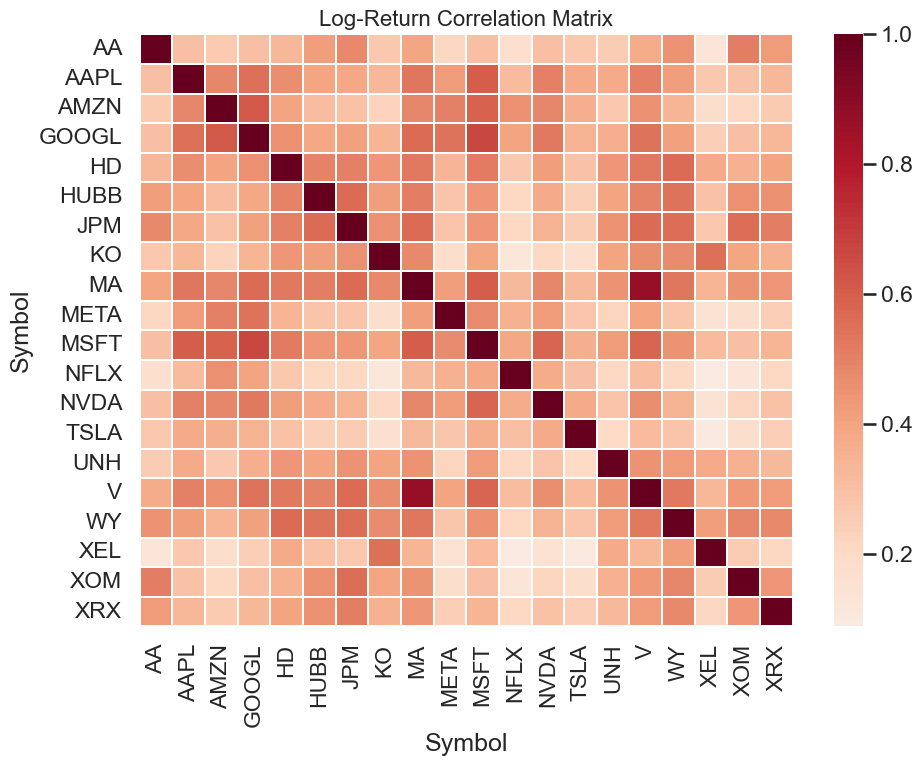 Log-Return Correlation Matrix
Symbol
AA
AAPL
AMZN
GOOGL
HD
HUBB
JPM
KO
MA
META
MSFT
NFLX
NVDA
TSLA
UNH
V
WY
XEL
XOM
XRX
AA
AAPL
AMZN
GOOGL
HD
HUBB
JPM
KO
MA
META
MSFT
NFLX
NVDA
TSLA
UNH
V
WY
XEL
XOM
XRX
Symbol
1.0
0.8
0.6
0.4
0.2